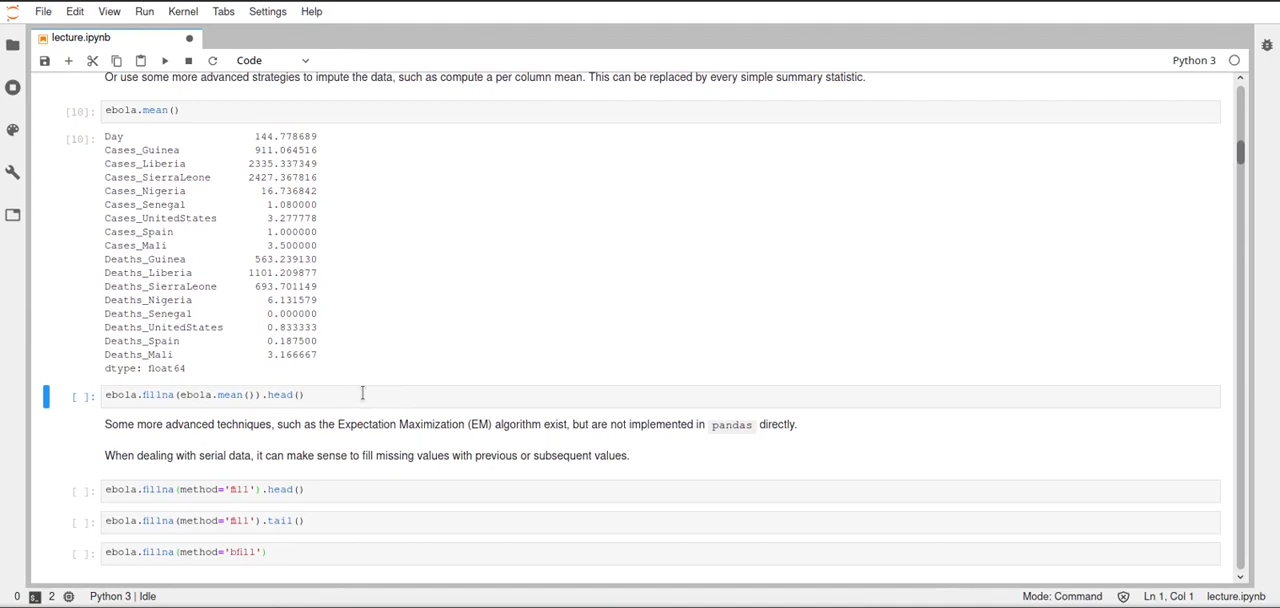 File Edit View Run Kernel Tabs Settings Help
lecture.ipynb
Code Python 3
Or use some more advanced strategies to impute the data, such as compute a per column mean. This can be replaced by every simple summary statistic.
[10]: ebola.mean()
[10]: Day 144.778689
Cases_Guinea 911.064516
Cases_Liberia 2335.337349
Cases_SierraLeone 2427.367816
Cases_Nigeria 16.736842
Cases_Senegal 1.080000
Cases_UnitedStates 3.277778
Cases_Spain 1.000000
Cases_Mali 3.500000
Deaths_Guinea 563.239130
Deaths_Liberia 1101.209877
Deaths_SierraLeone 693.701149
Deaths_Nigeria 6.131579
Deaths_Senegal 0.000000
Deaths_UnitedStates 0.833333
Deaths_Spain 0.187500
Deaths_Mali 3.166667
dtype: float64
[ ]: ebola.fillna(ebola.mean()).head()
Some more advanced techniques, such as the Expectation Maximization (EM) algorithm exist, but are not implemented in pandas directly.
When dealing with serial data, it can make sense to fill missing values with previous or subsequent values.
[ ]: ebola.fillna(method='ffill').head()
[ ]: ebola.fillna(method='ffill').tail()
[ ]: ebola.fillna(method='bfill')
0 2 Python 3 | Idle Mode: Command Ln 1, Col 1 lecture.ipynb